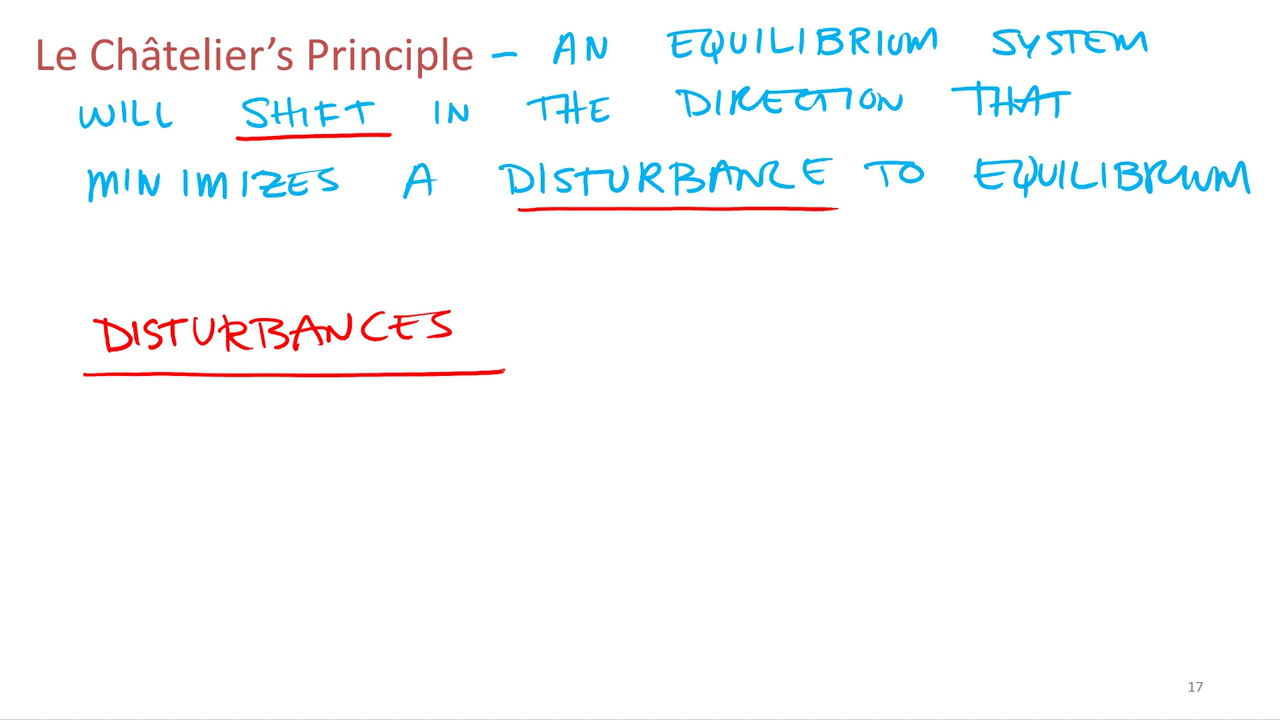 Le Châtelier's Principle - AN EQUILIBRIUM SYSTEM
WILL SHIFT IN THE DIRECTION THAT
MINIMIZES A DISTURBANCE TO EQUILIBRIUM
DISTURBANCES
17